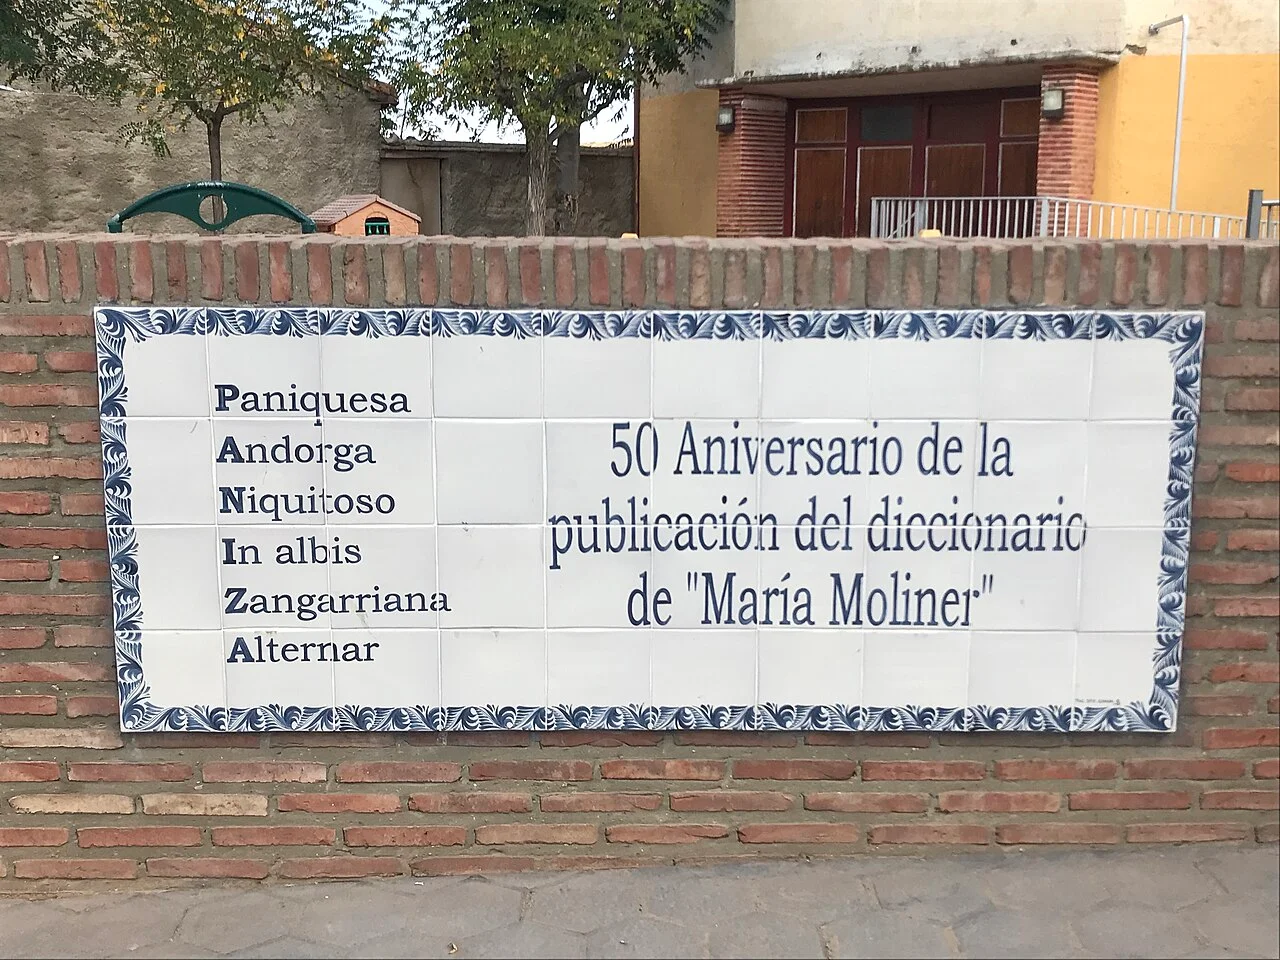 Paniquesa
Andorga
Niquitoso
In albis
Zangarriana
Alternar
50 Aniversario de la
publicación del diccionario
de "María Moliner"